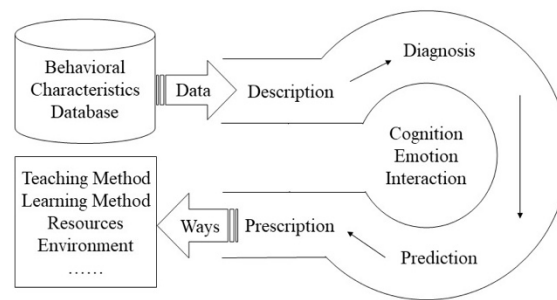 Behavioral
Characteristics
Database
Data
Description
Diagnosis
Cognition
Emotion
Interaction
Prediction
Prescription
Ways
Teaching Method
Learning Method
Resources
Environment
……